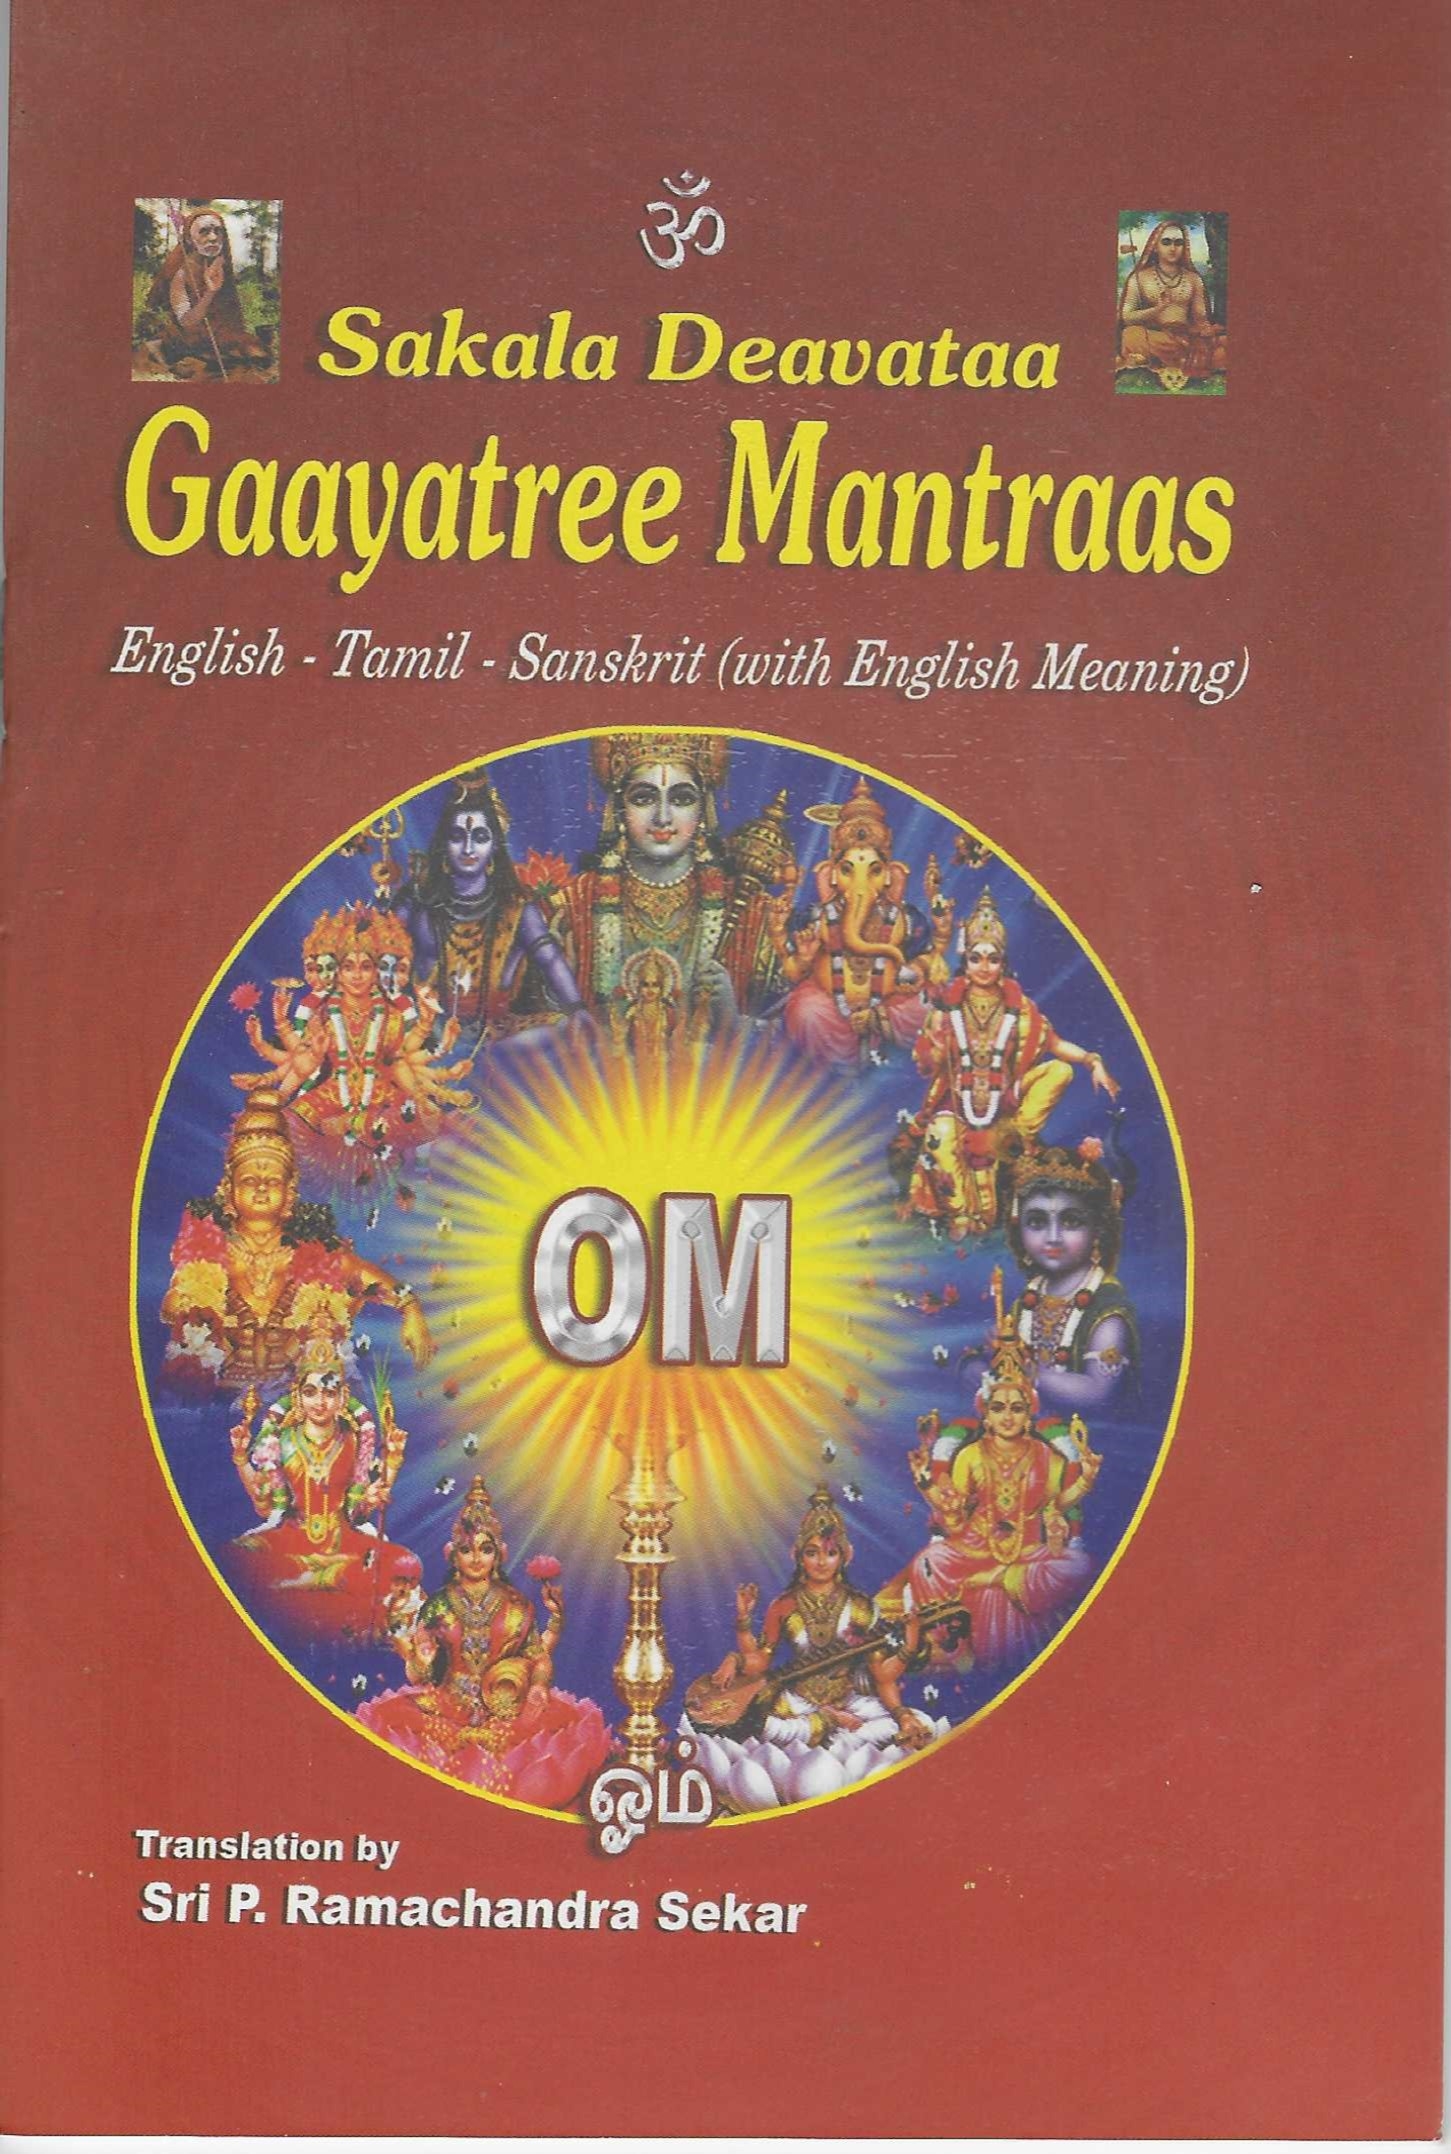 ॐ
Sakala Deavataa
Gaayatree Mantraas
English - Tamil - Sanskrit (with English Meaning)
OM
ஓம்
Translation by
Sri P. Ramachandra Sekar